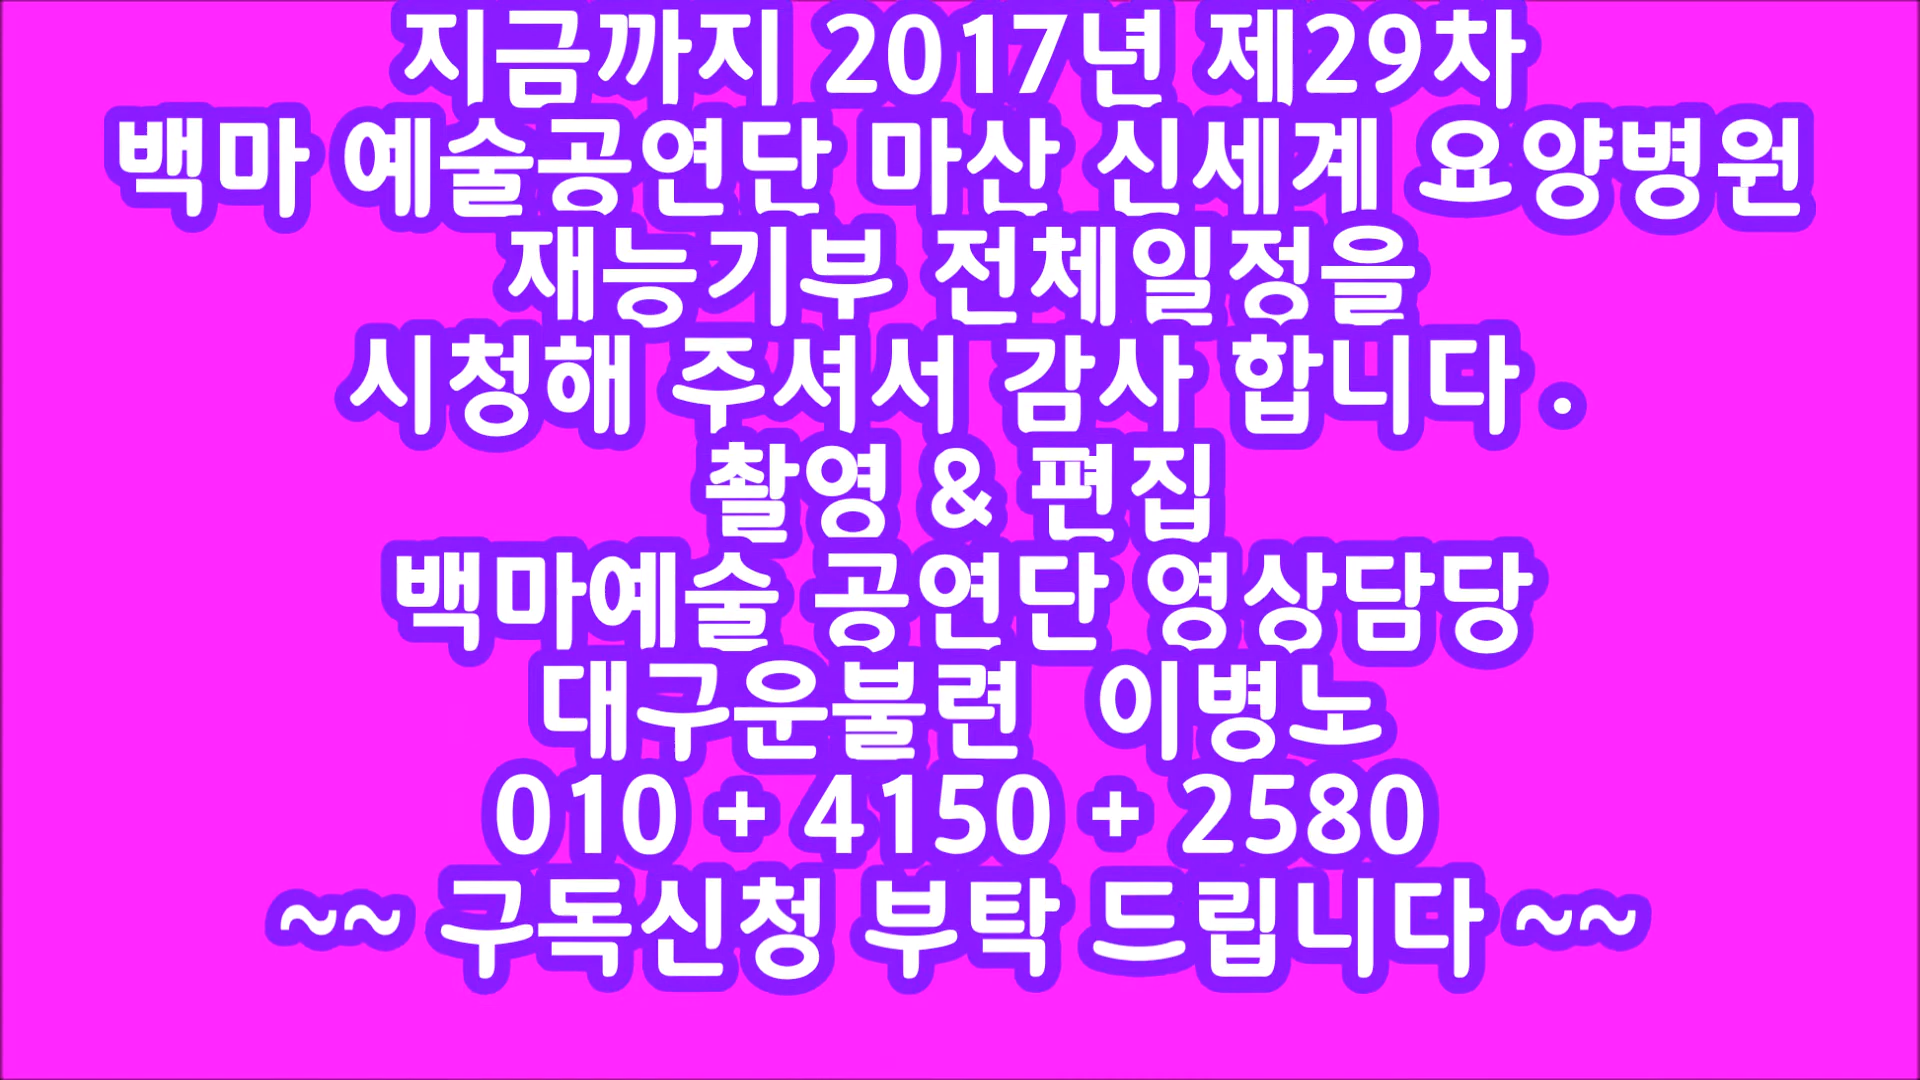 지금까지 2017년 제29차
백마 예술공연단 마산 신세계 요양병원
재능기부 전체일정을
시청해 주셔서 감사 합니다 .
촬영 & 편집
백마예술 공연단 영상담당
대구운불련  이병노
010 + 4150 + 2580
~~ 구독신청 부탁 드립니다 ~~